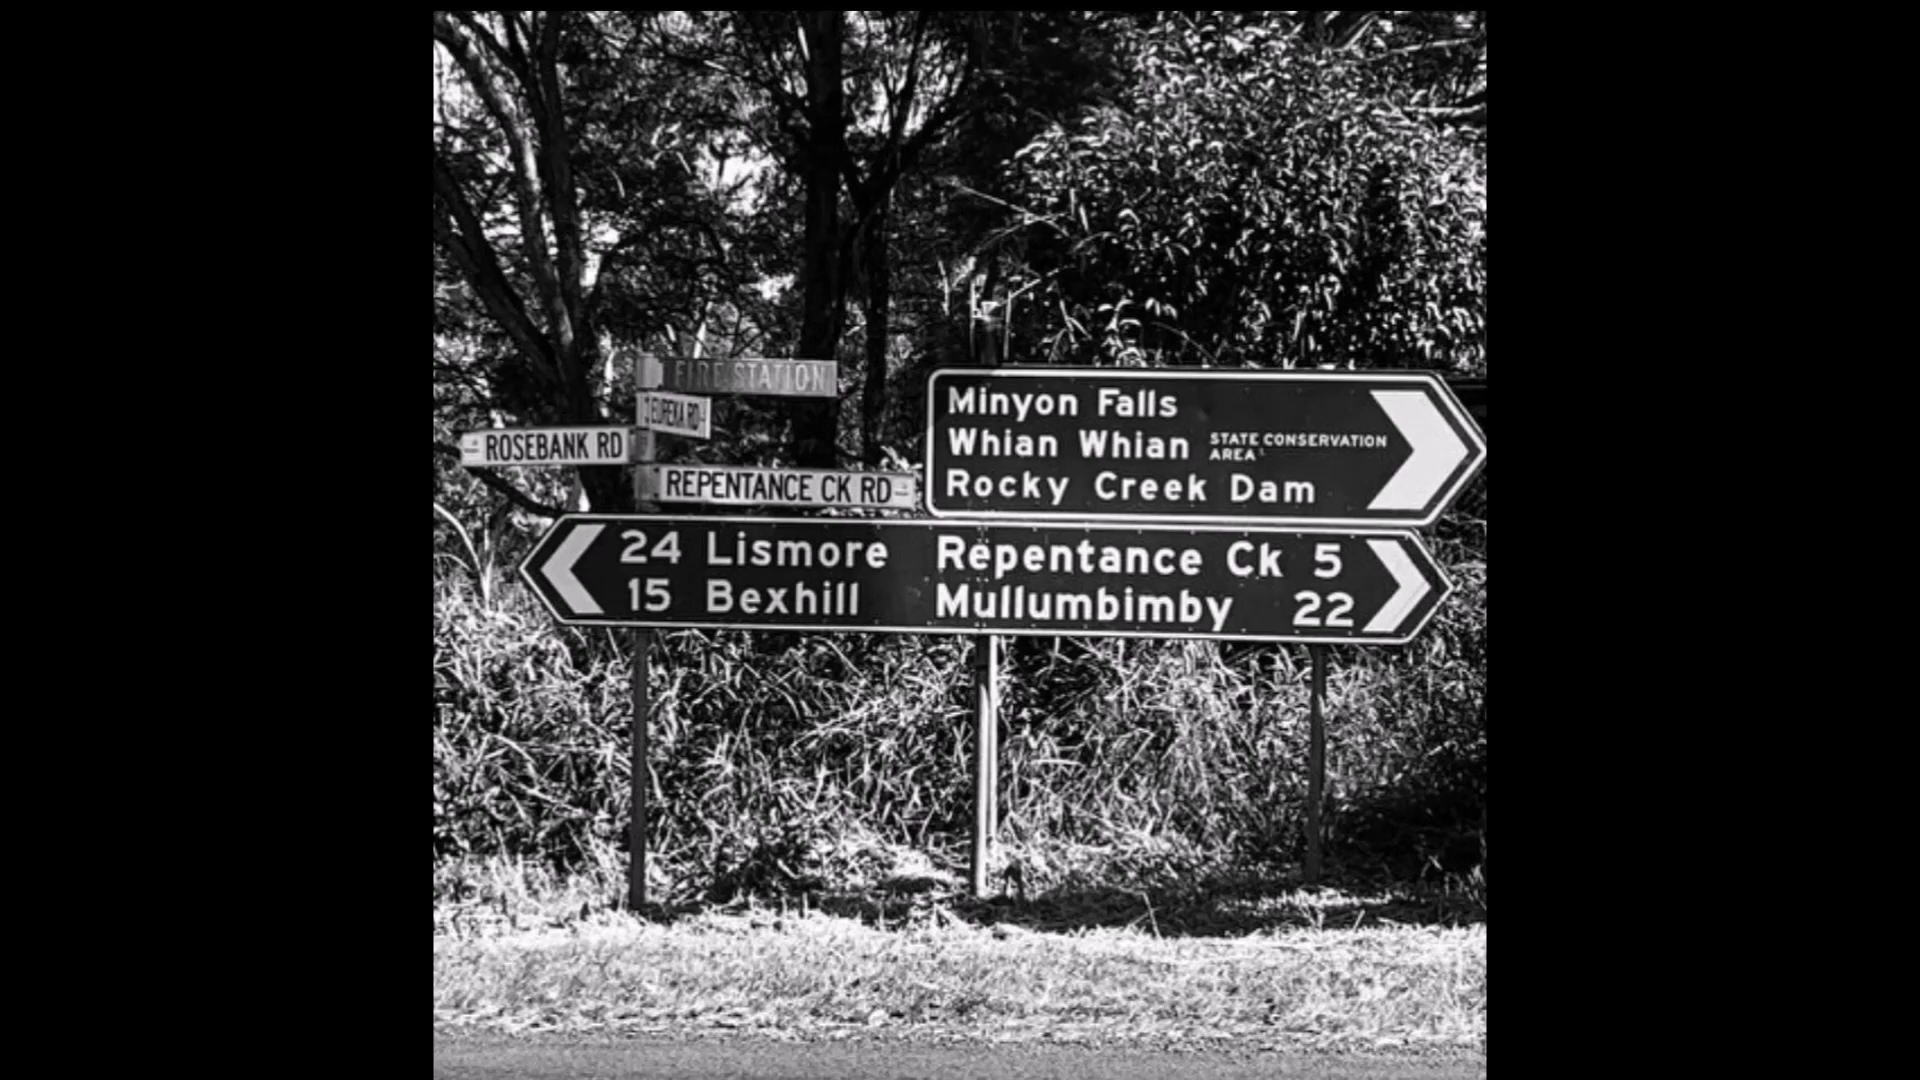 FIRE STATION
EUREKA RD
ROSEBANK RD
REPENTANCE CK RD
Minyon Falls
Whian Whian STATE CONSERVATION AREA
Rocky Creek Dam
24 Lismore Repentance Ck 5
15 Bexhill Mullumbimby 22